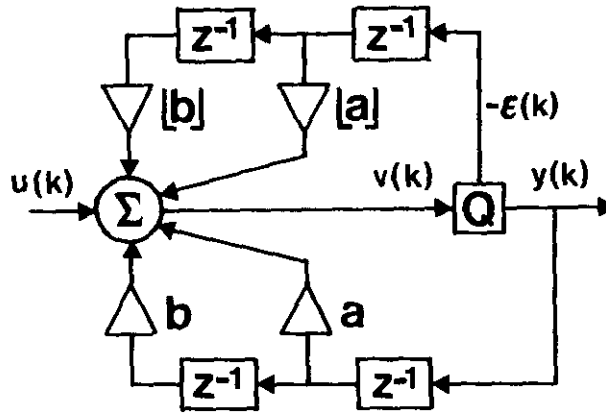 z⁻¹ z⁻¹
⌊b⌋ ⌊a⌋ -ε(k)
u(k) Σ v(k) Q y(k)
b a
z⁻¹ z⁻¹